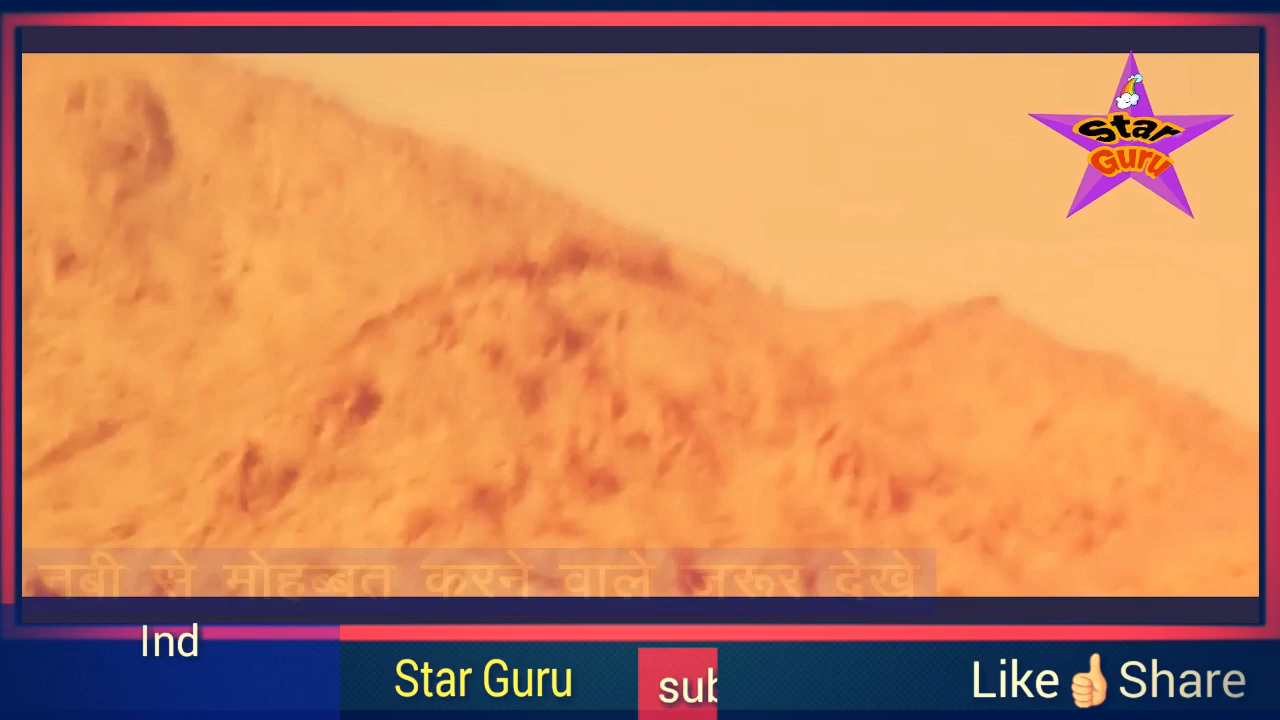 Star
Guru
नबी से मोहब्बत करने वाले जरूर देखे
Ind
Star Guru
sub
Like👍Share